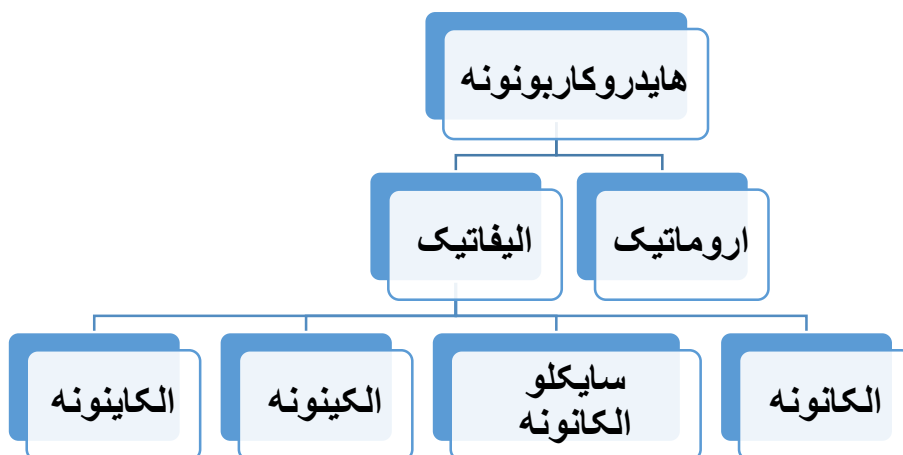 هایدروکاربونونه
اروماتیک
الیفاتیک
الکانونه
سایکلو
الکانونه
الکینونه
الکاینونه